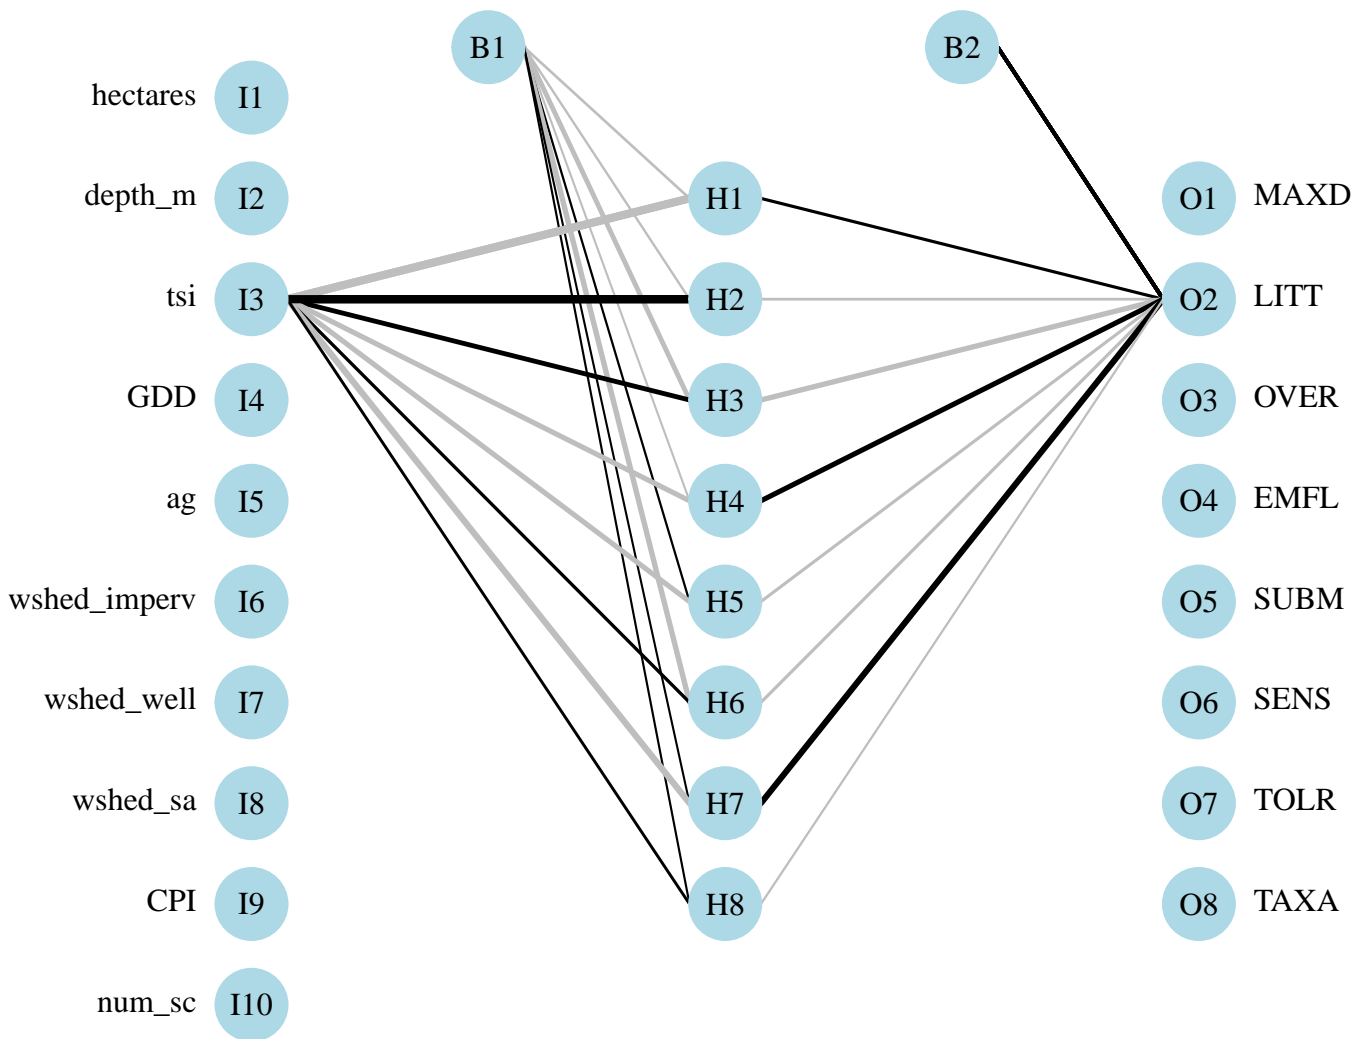 B1
B2
hectares I1
depth_m I2 H1 O1 MAXD
tsi I3 H2 O2 LITT
GDD I4 H3 O3 OVER
ag I5 H4 O4 EMFL
wshed_imperv I6 H5 O5 SUBM
wshed_well I7 H6 O6 SENS
wshed_sa I8 H7 O7 TOLR
CPI I9 H8 O8 TAXA
num_sc I10